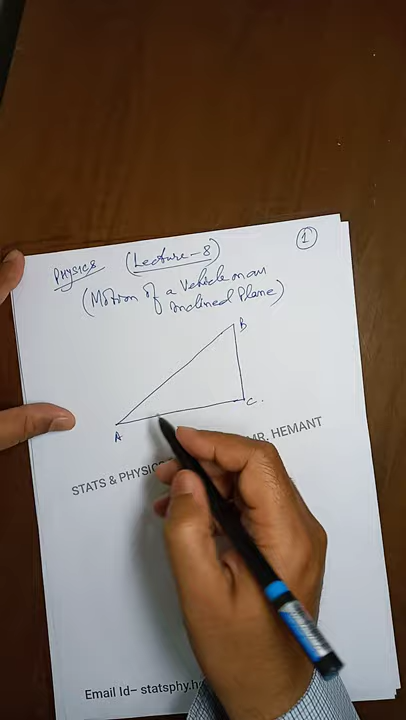 Physics (Lecture-8) 1
(Motion of a Vehicle on an
Inclined Plane)
B
C.
A
STATS & PHYSIC MR. HEMANT
Email Id- statsphy.h